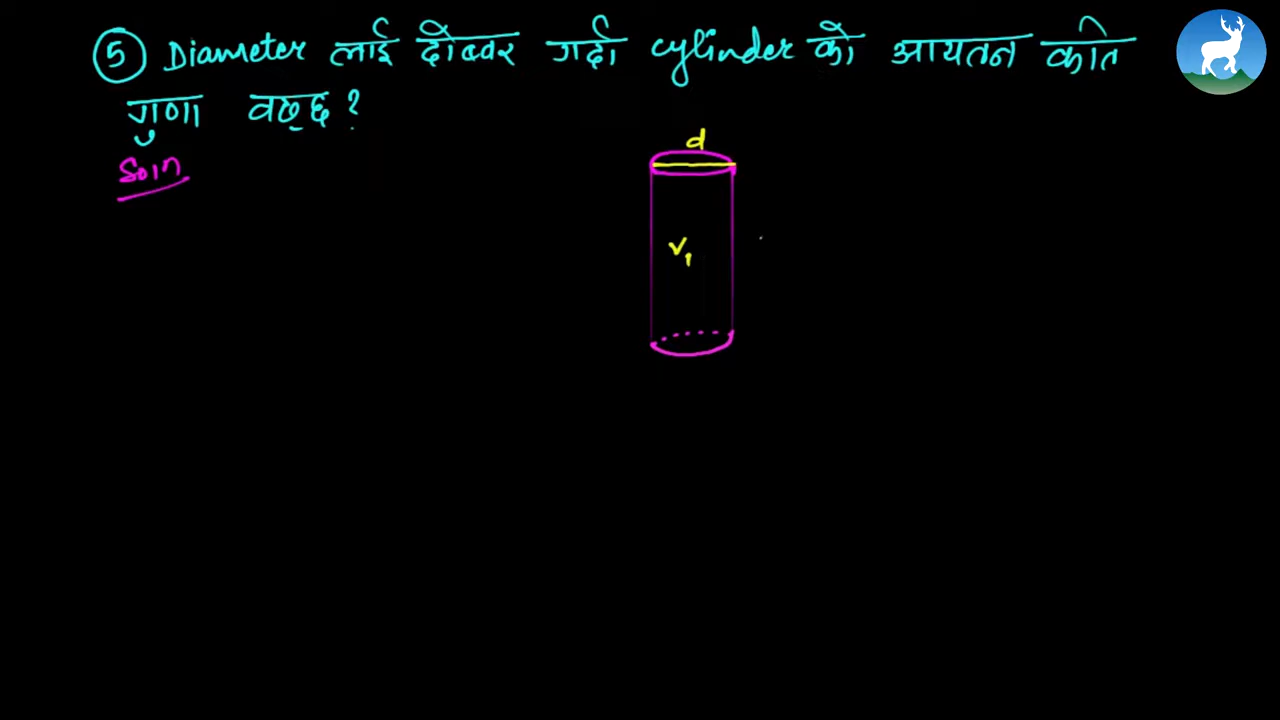 ⑤ Diameter लाई दोब्बर गर्दा cylinder को आयतन कति
गुणा बढ्छ ?
Soln
d
V₁